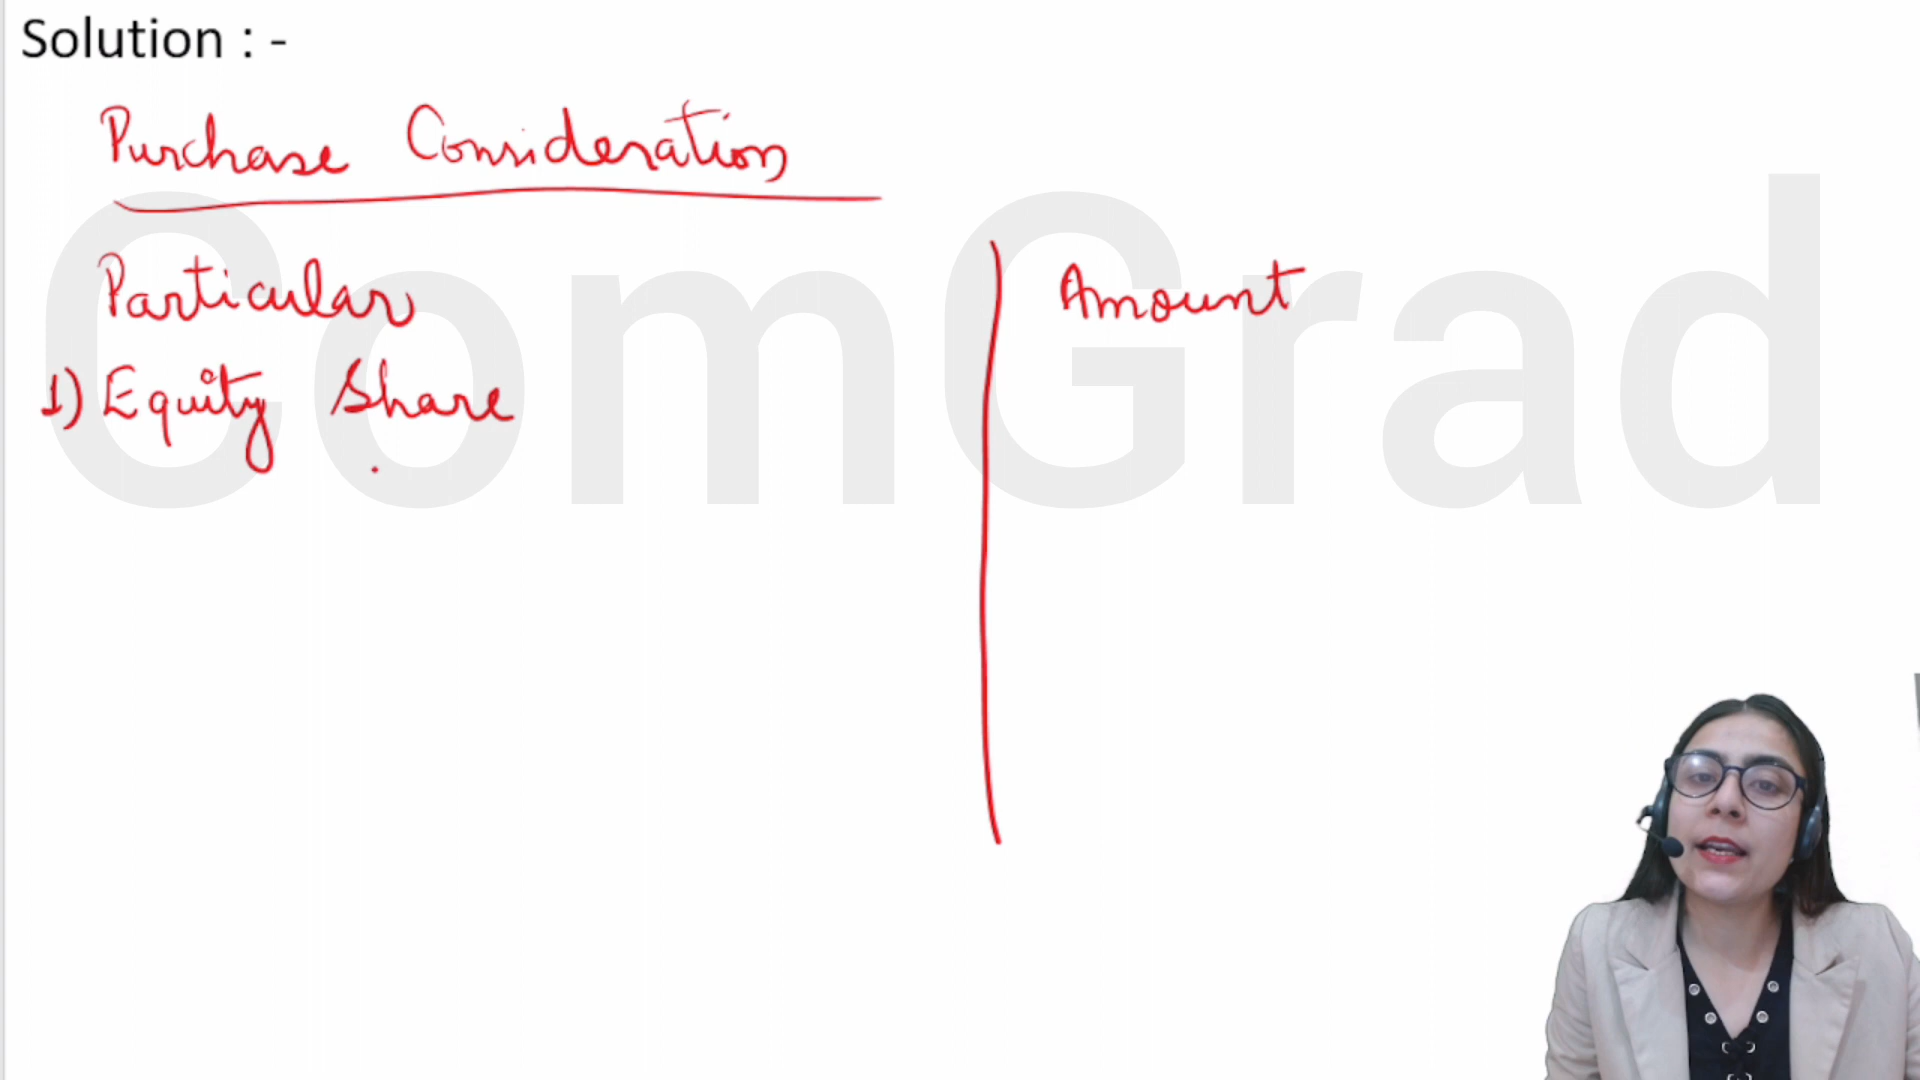 Solution : -
Purchase Consideration
Particular
Amount
1) Equity Share
ComGrad